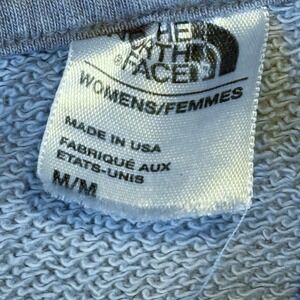 THE
NORTH
FACE
WOMENS/FEMMES
MADE IN USA
FABRIQUÉ AUX
ETATS-UNIS
M/M